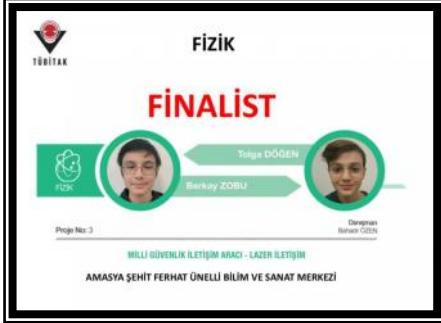 TÜBİTAK
FİZİK
FİNALİST
FİZİK
Tolga DÖĞEN
Berkay ZOBU
Proje No: 3
Danışman
Bahadır ÖZEN
MİLLİ GÜVENLİK İLETİŞİM ARACI - LAZER İLETİŞİM
AMASYA ŞEHİT FERHAT ÜNELLİ BİLİM VE SANAT MERKEZİ